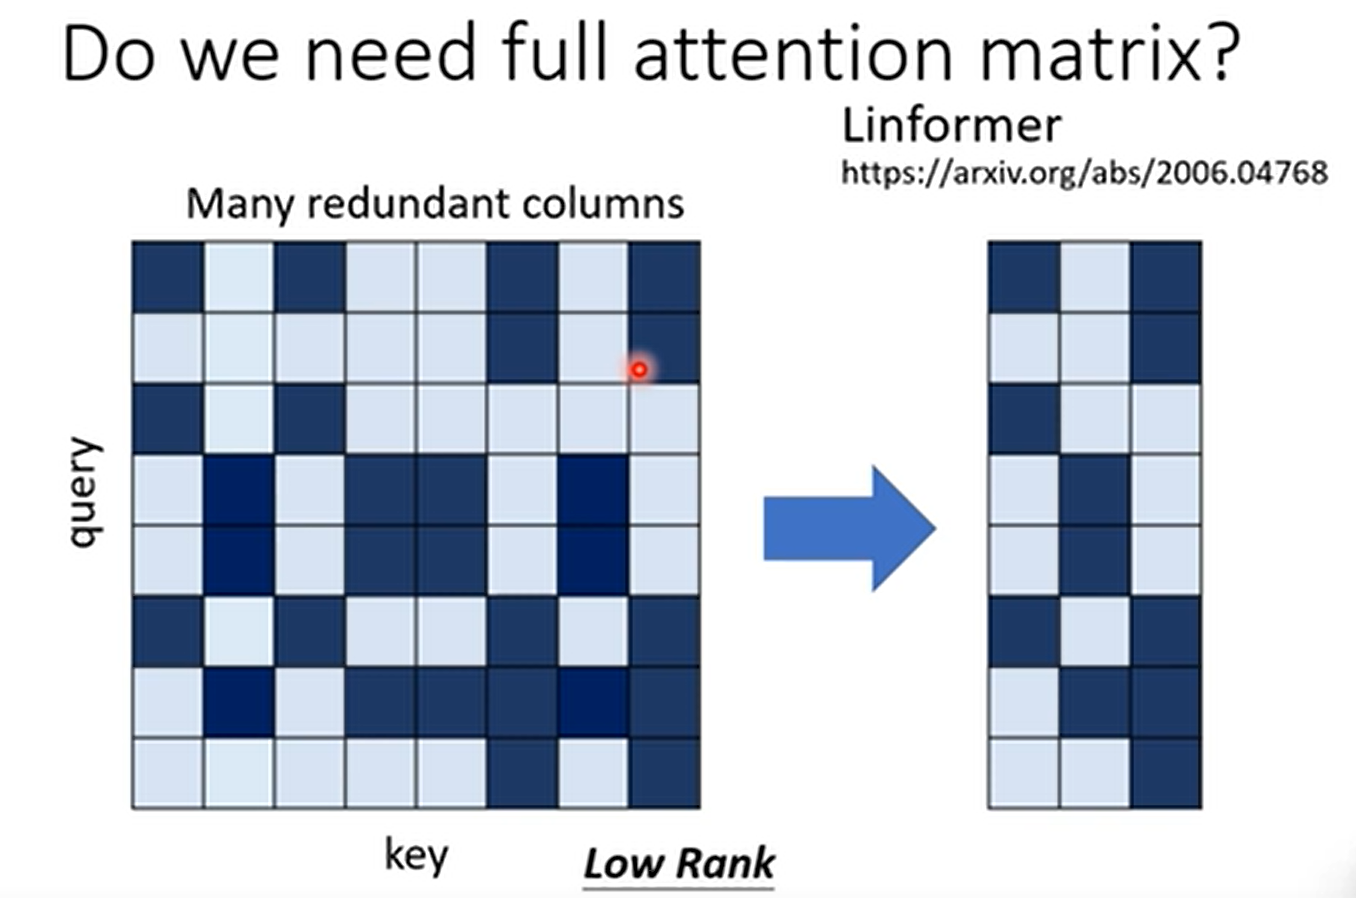 Do we need full attention matrix?
Linformer
https://arxiv.org/abs/2006.04768
Many redundant columns
query
key
Low Rank